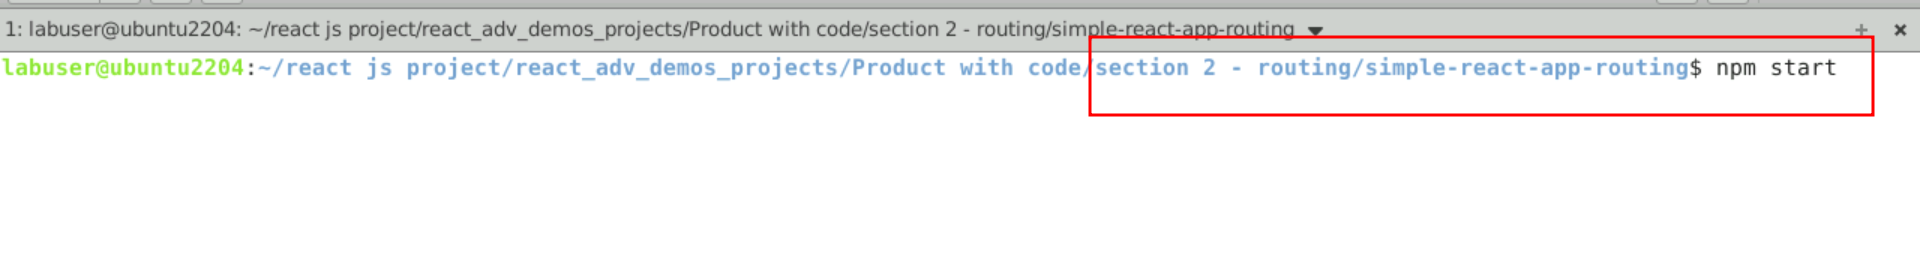 1: labuser@ubuntu2204: ~/react js project/react_adv_demos_projects/Product with code/section 2 - routing/simple-react-app-routing
labuser@ubuntu2204:~/react js project/react_adv_demos_projects/Product with code/section 2 - routing/simple-react-app-routing$ npm start